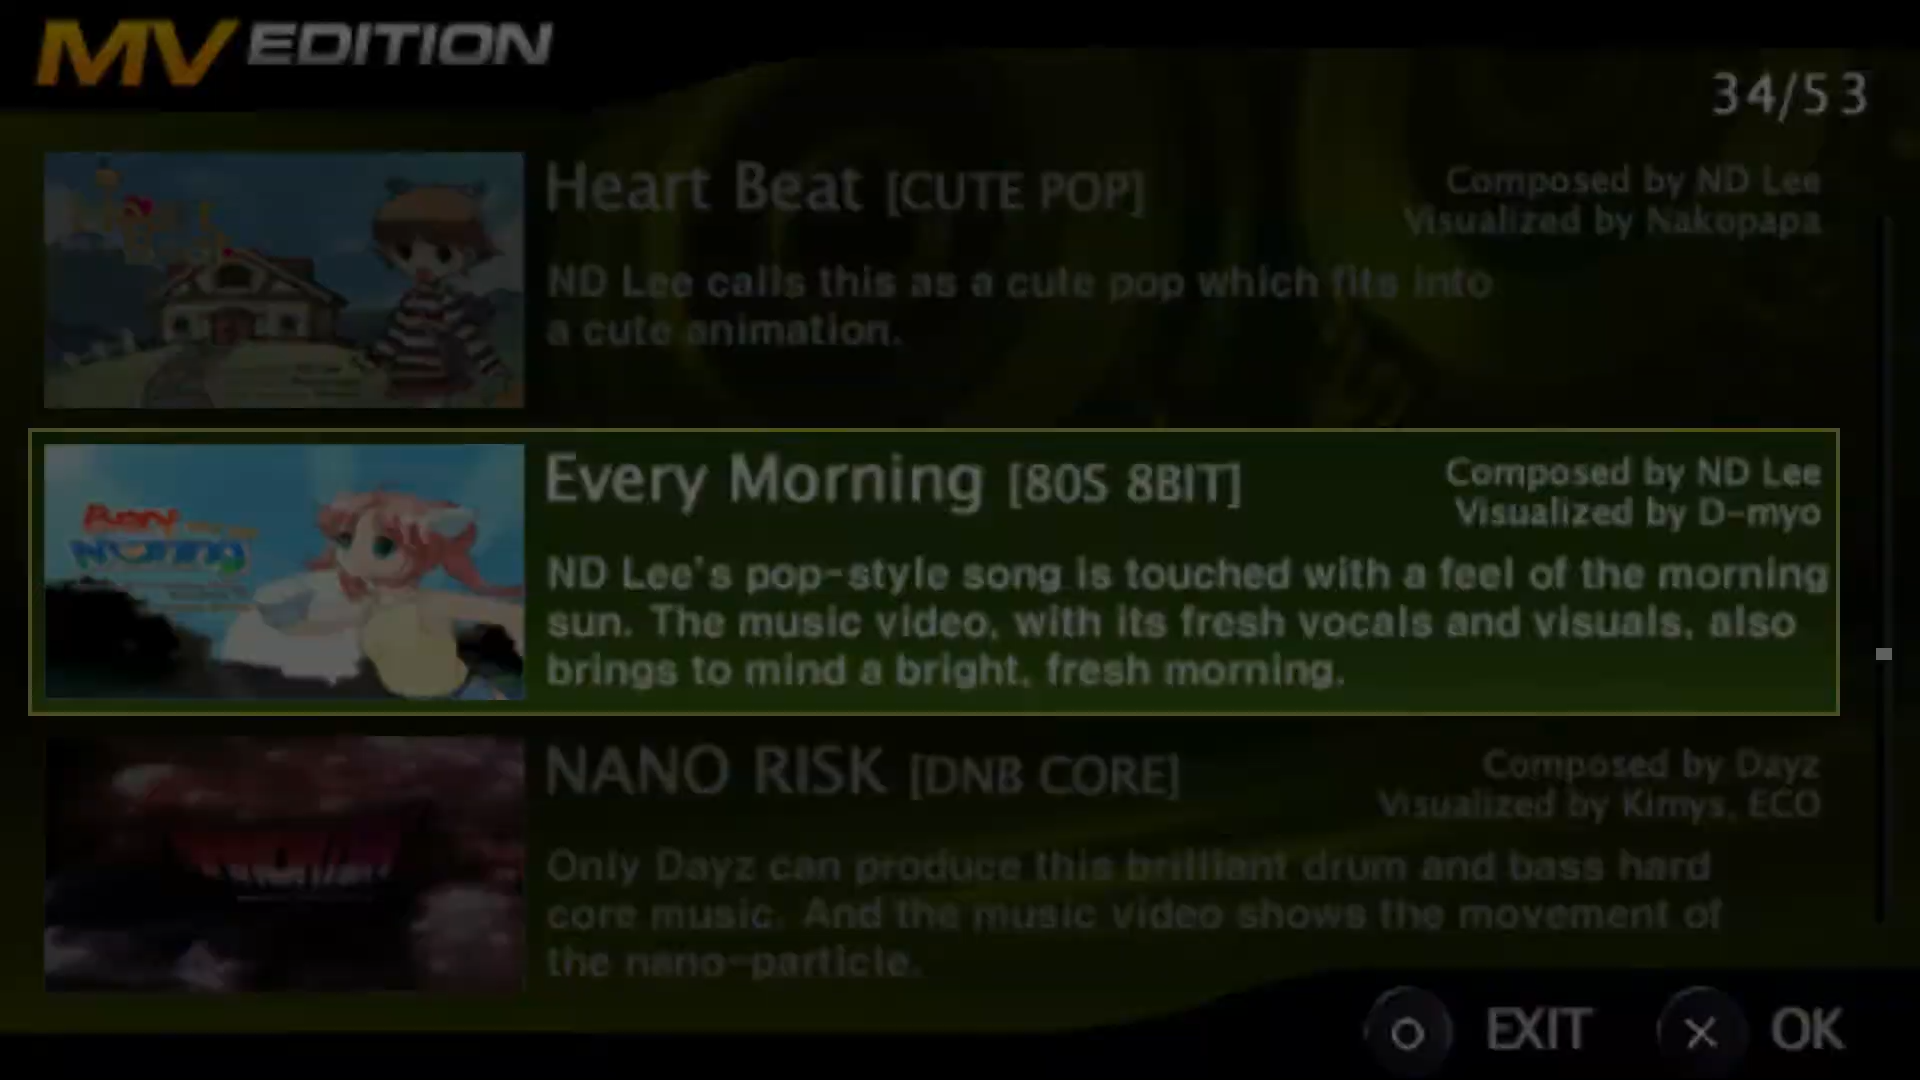 MV EDITION
34/53
Heart Beat [CUTE POP]
Composed by ND Lee
Visualized by Nakopapa
ND Lee calls this as a cute pop which fits into
a cute animation.
Every Morning [80S 8BIT]
Composed by ND Lee
Visualized by D-myo
ND Lee's pop-style song is touched with a feel of the morning
sun. The music video, with its fresh vocals and visuals, also
brings to mind a bright, fresh morning.
NANO RISK [DNB CORE]
Composed by Dayz
Visualized by Kimys, ECO
Only Dayz can produce this brilliant drum and bass hard
core music. And the music video shows the movement of
the nano-particle.
EXIT
OK